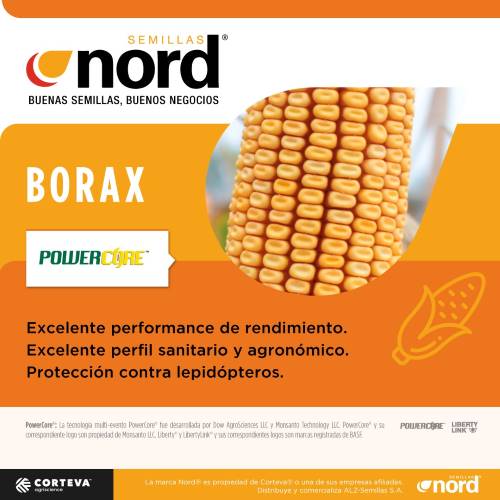 SEMILLAS
nord®
BUENAS SEMILLAS, BUENOS NEGOCIOS
BORAX
POWERCORE™
Excelente performance de rendimiento.
Excelente perfil sanitario y agronómico.
Protección contra lepidópteros.
PowerCore®: La tecnología multi-evento PowerCore® fue desarrollada por Dow AgroSciences LLC y Monsanto Technology LLC. PowerCore® y su
correspondiente logo son propiedad de Monsanto LLC, Liberty® y LibertyLink® y sus correspondientes logos son marcas registradas de BASF.
POWERCORE™
LIBERTY
LINK
CORTEVA
agriscience
La marca Nord® es propiedad de Corteva® o una de sus empresas afiliadas.
Distribuye y comercializa ALZ-Semillas S.A.
SEMILLAS
nord®